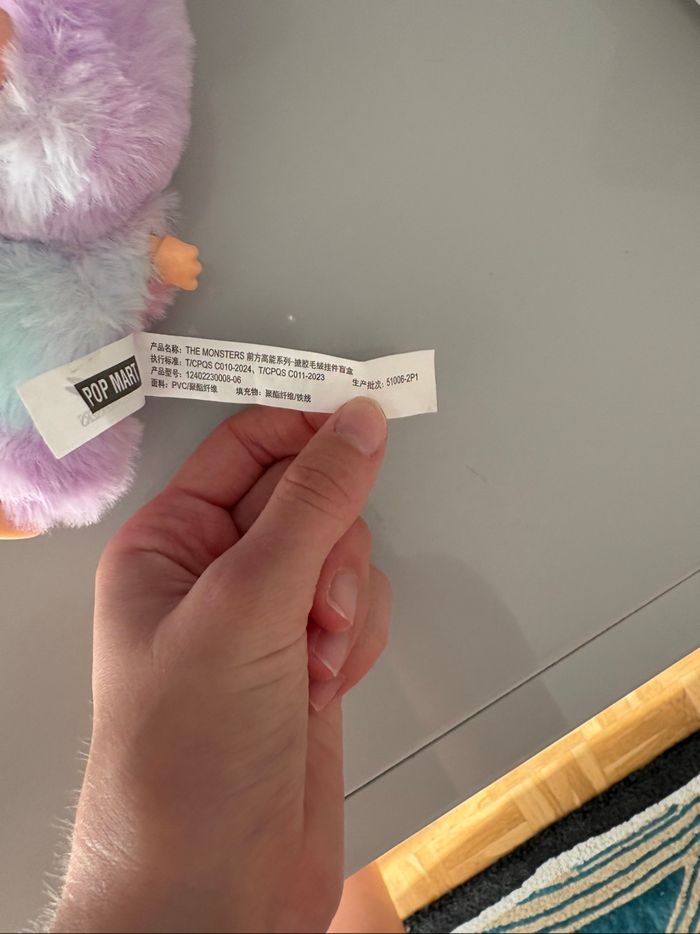 POP MART
产品名称：THE MONSTERS 前方高能系列-搪胶毛绒挂件盲盒
执行标准：T/CPQS C010-2024、T/CPQS C011-2023
产品型号：12402230008-06 生产批次：51006-2P1
面料：PVC/聚酯纤维 填充物：聚酯纤维/铁线